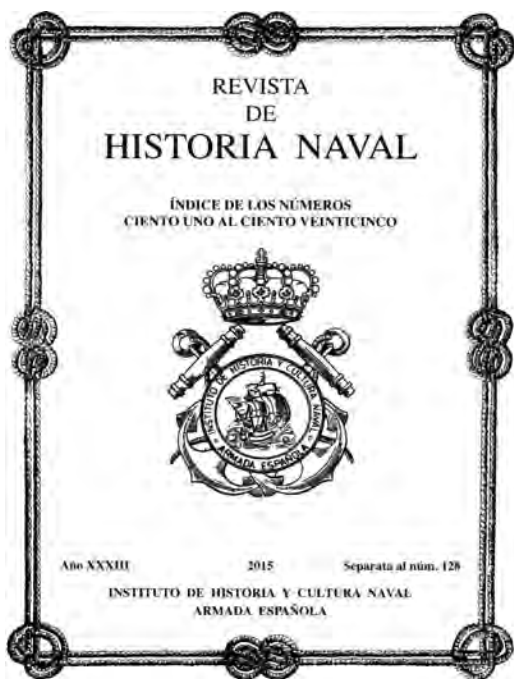 REVISTA
DE
HISTORIA NAVAL
ÍNDICE DE LOS NÚMEROS
CIENTO UNO AL CIENTO VEINTICINCO
INSTITUTO DE HISTORIA Y CULTURA NAVAL
ARMADA ESPAÑOLA
Año XXXIII 2015 Separata al núm. 128
INSTITUTO DE HISTORIA Y CULTURA NAVAL
ARMADA ESPAÑOLA